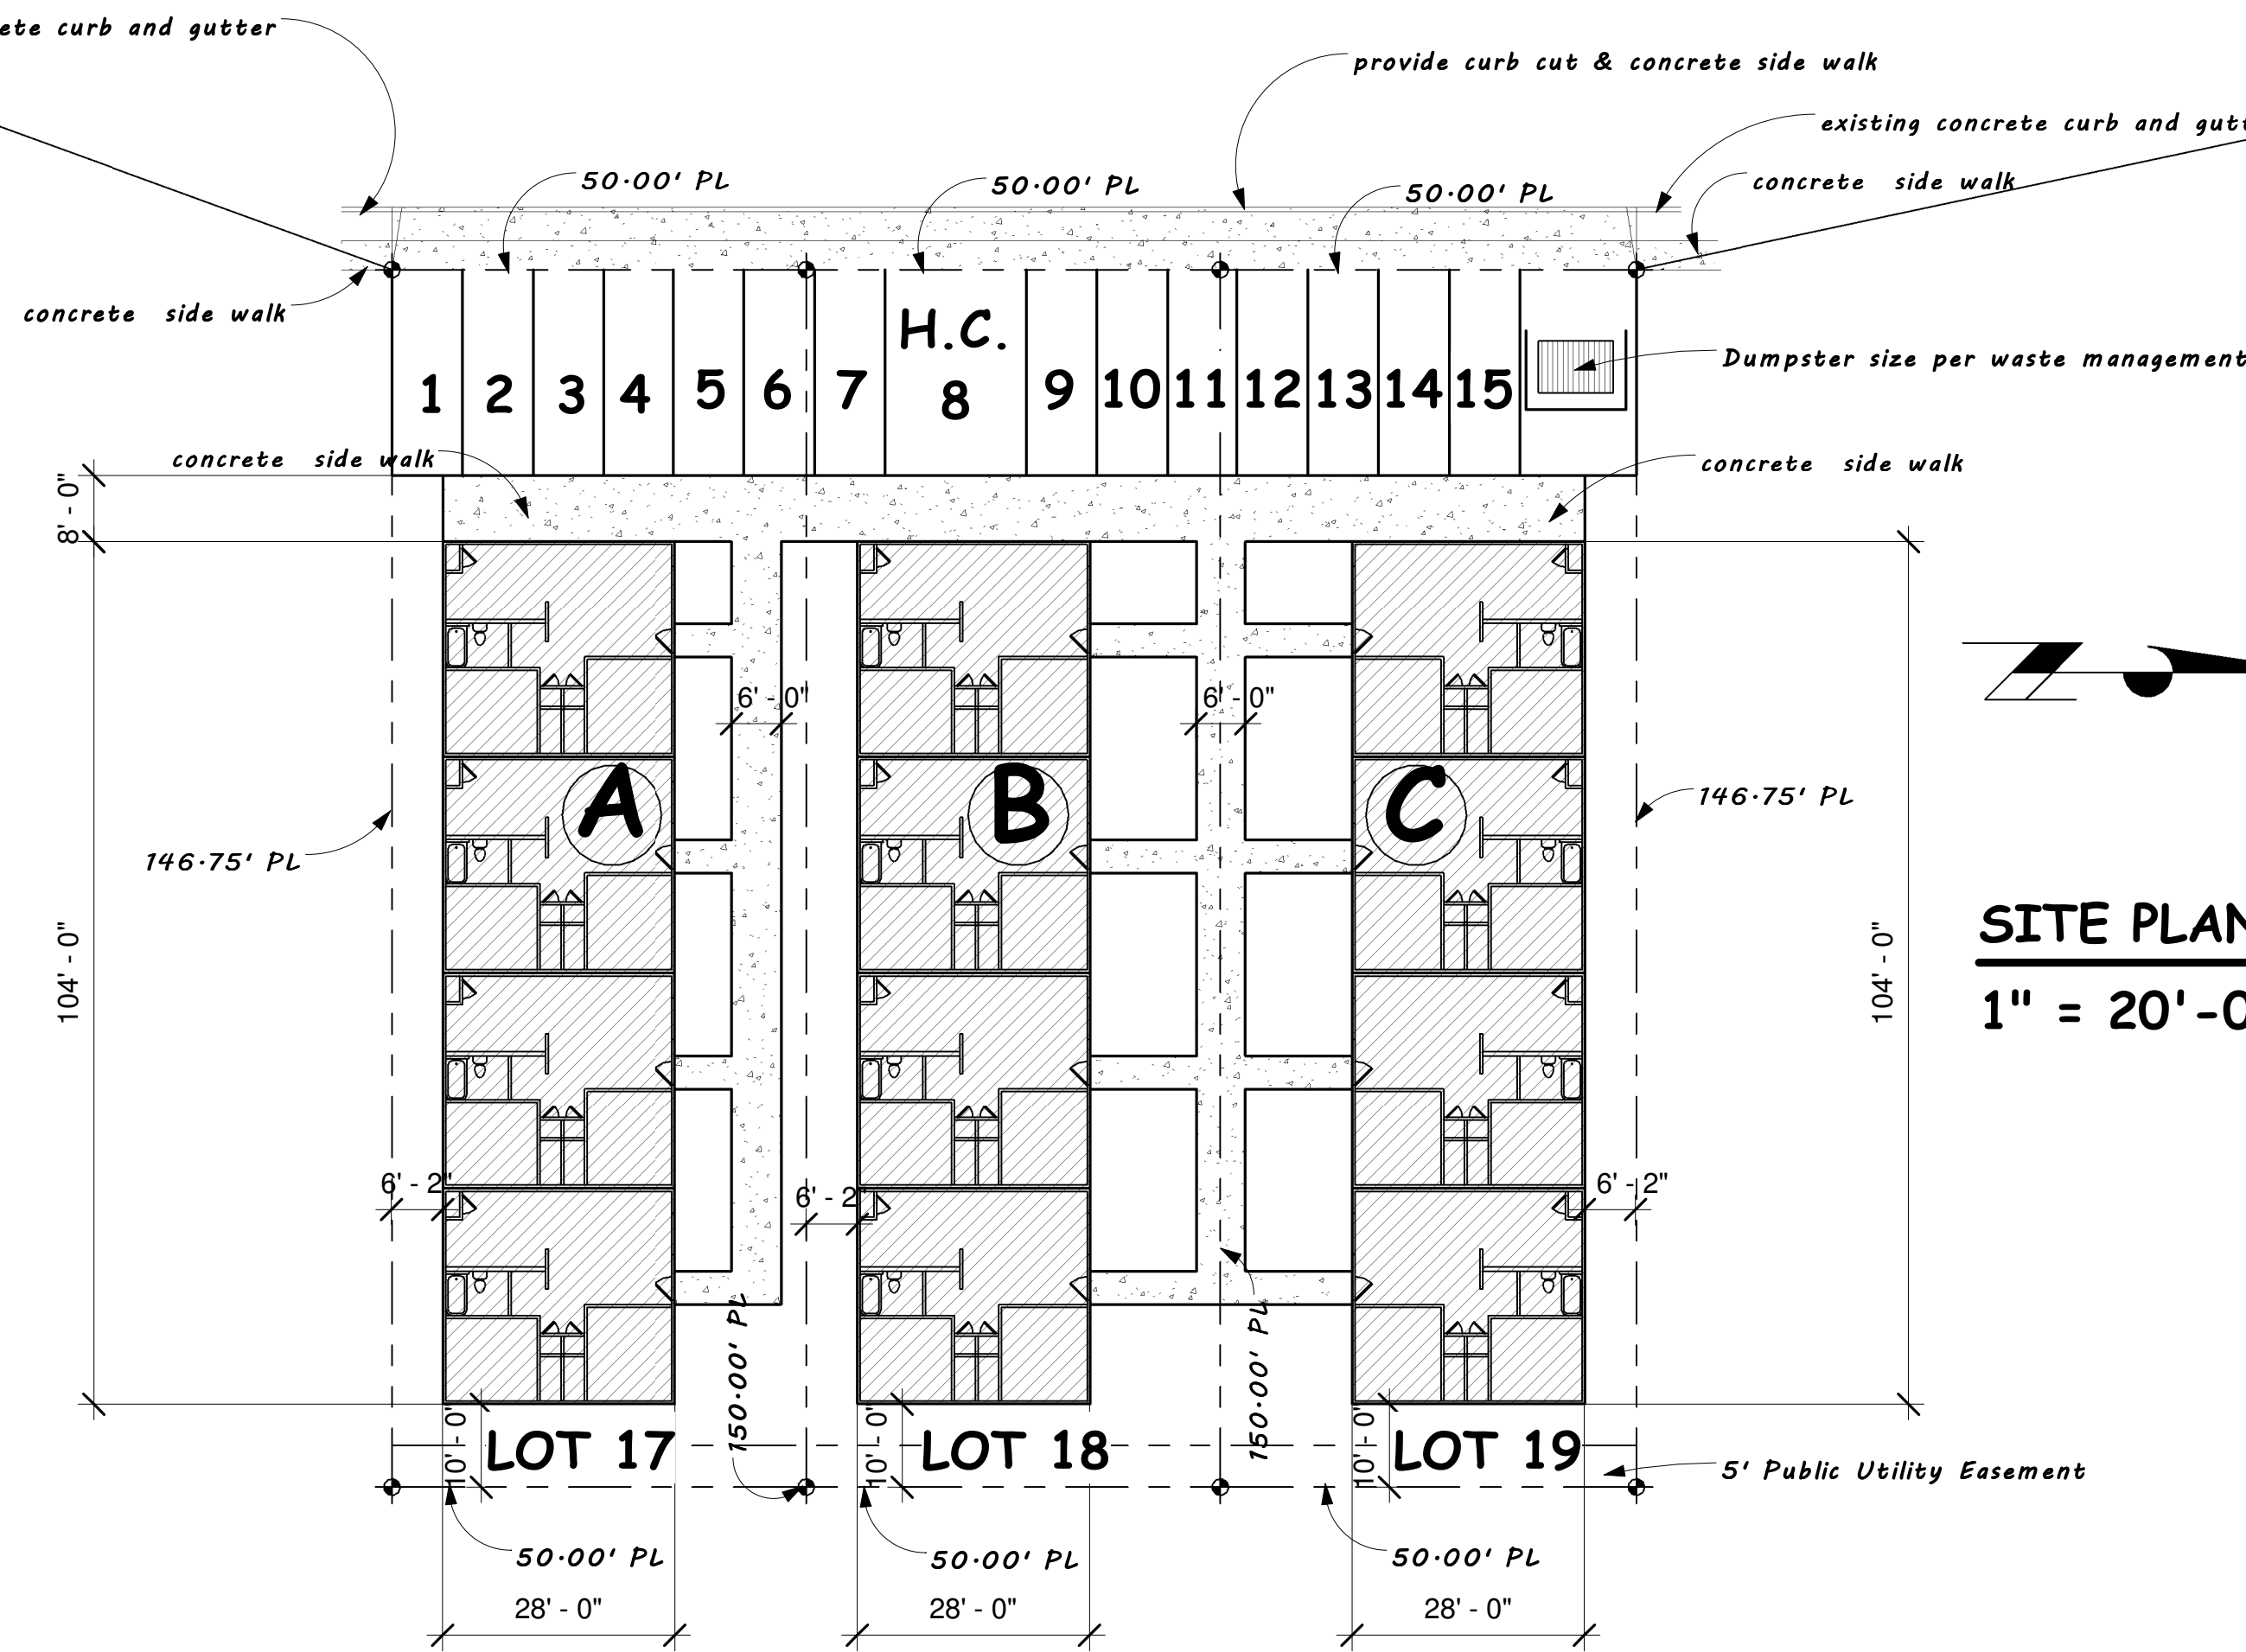 ete curb and gutter
provide curb cut & concrete side walk
existing concrete curb and gutt
50.00' PL
50.00' PL
50.00' PL
concrete side walk
concrete side walk
H.C.
Dumpster size per waste management
1 2 3 4 5 6 7 8 9 10 11 12 13 14 15
concrete side walk
concrete side walk
8' - 0"
6' - 0"
6' - 0"
A
B
C
146.75' PL
146.75' PL
104' - 0"
104' - 0"
SITE PLAN
1" = 20'-0
6' - 2"
6' - 2"
6' - 2"
150.00' PL
150.00' PL
10' - 0"
10' - 0"
10' - 0"
LOT 17
LOT 18
LOT 19
5' Public Utility Easement
50.00' PL
50.00' PL
50.00' PL
28' - 0"
28' - 0"
28' - 0"